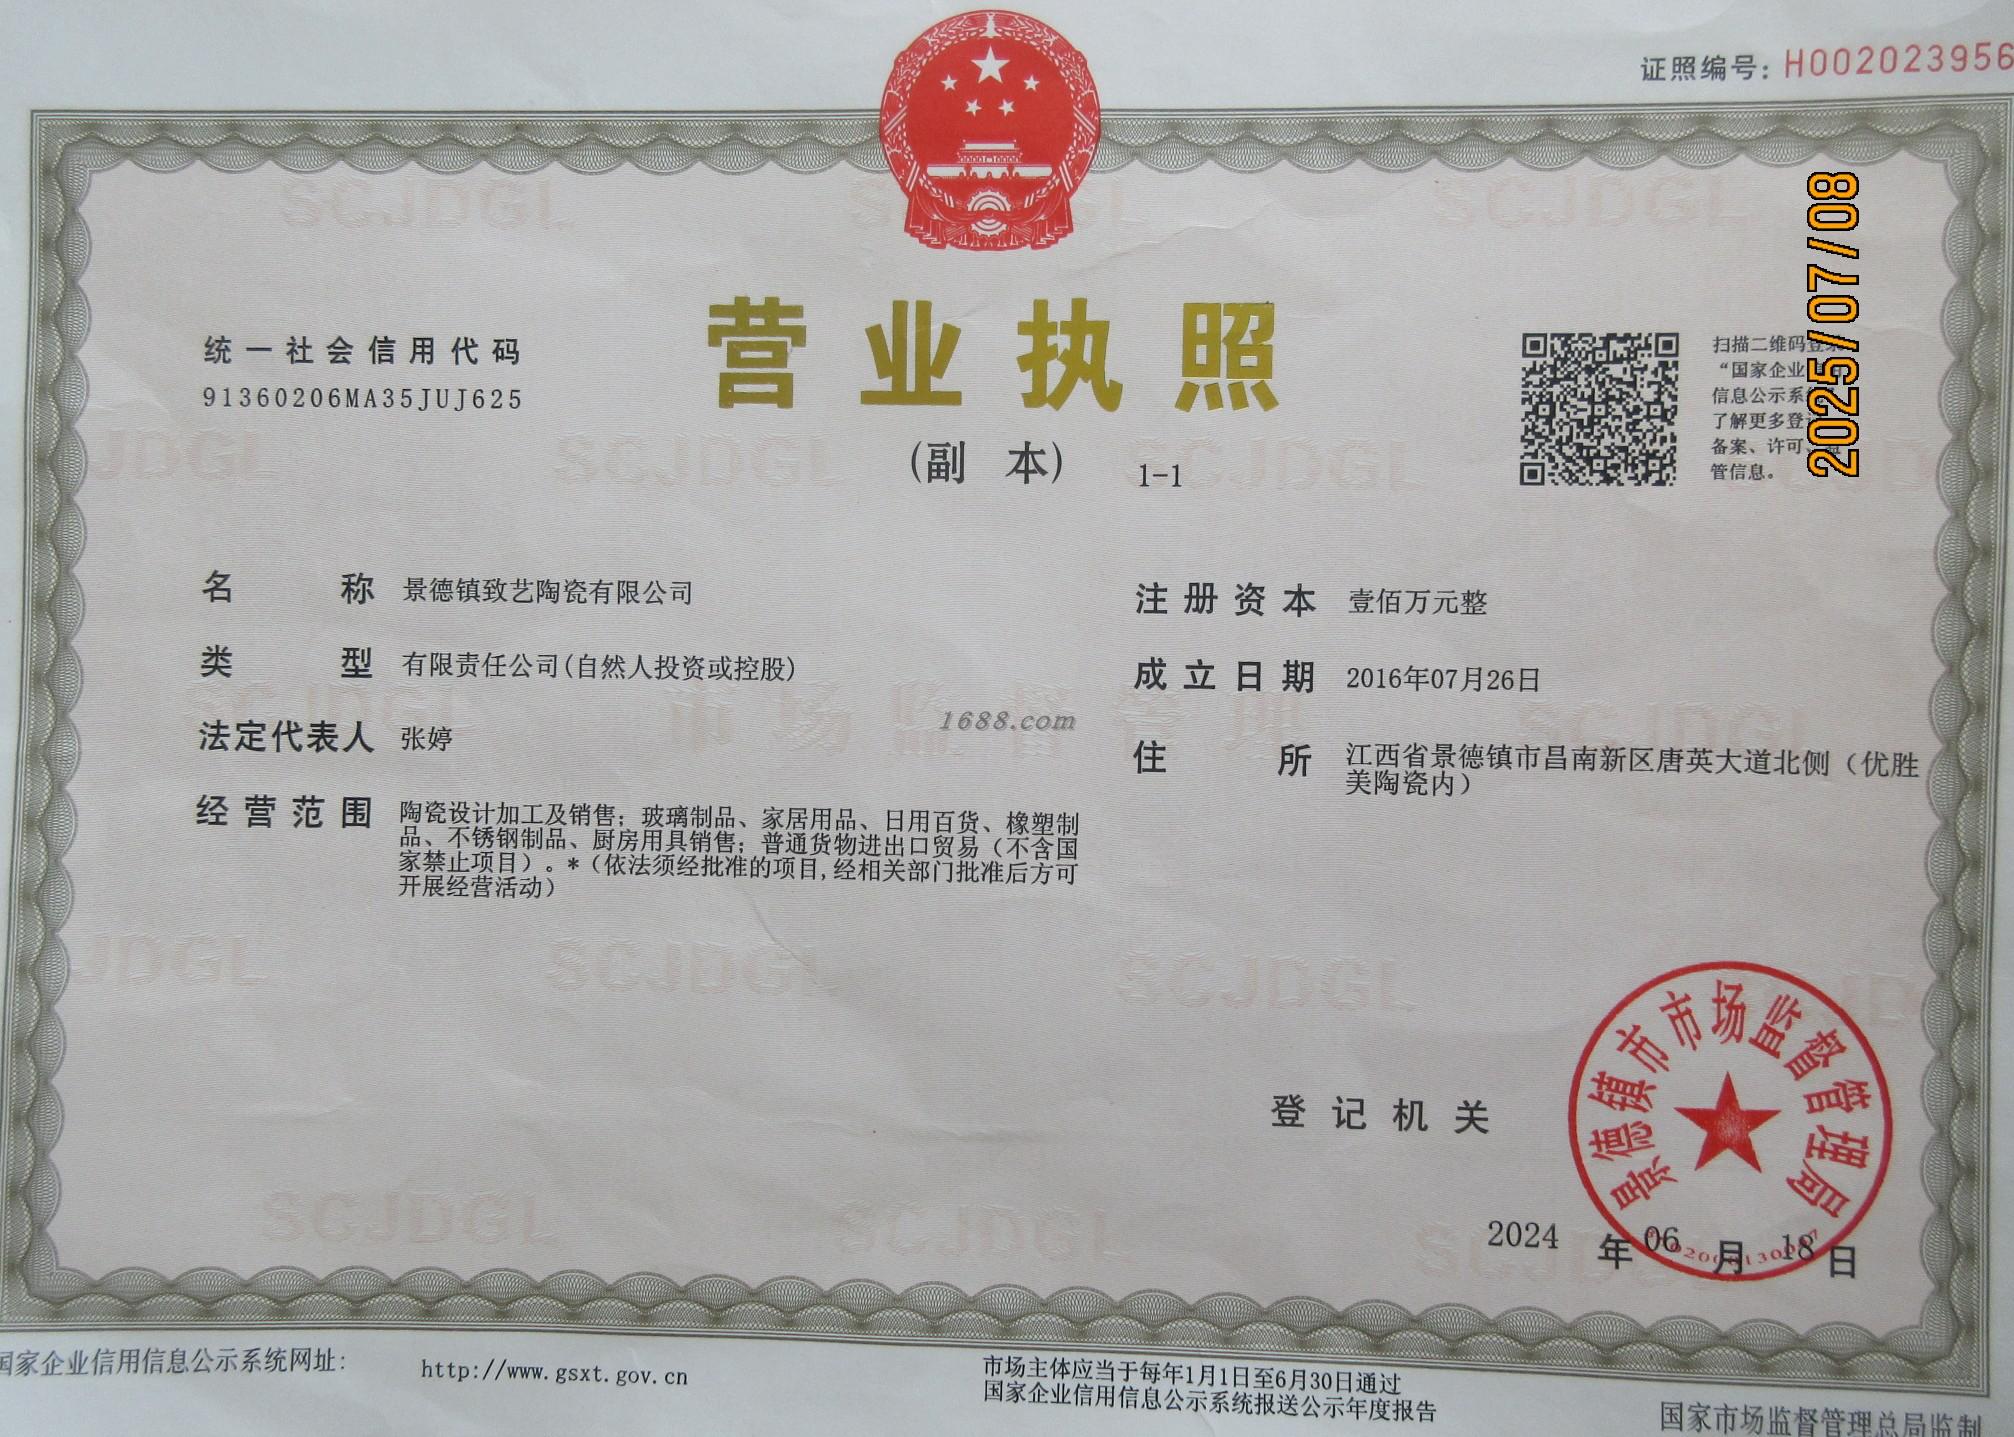 证照编号: H002023956
2025/07/08
统一社会信用代码
91360206MA35JUJ625
营业执照
(副 本) 1-1
扫描二维码登录
“国家企业信用
信息公示系统”
了解更多登记、
备案、许可、监
管信息。
名 称 景德镇致艺陶瓷有限公司
类 型 有限责任公司(自然人投资或控股)
法定代表人 张婷
经营范围 陶瓷设计加工及销售；玻璃制品、家居用品、日用百货、橡塑制
品、不锈钢制品、厨房用具销售；普通货物进出口贸易（不含国
家禁止项目）。*（依法须经批准的项目,经相关部门批准后方可
开展经营活动）
注册资本 壹佰万元整
成立日期 2016年07月26日
住 所 江西省景德镇市昌南新区唐英大道北侧（优胜
美陶瓷内）
1688.com
市场监督管理
SCJDGL
登记机关
景德镇市市场监督管理局
2024 年 06 月 18 日
国家企业信用信息公示系统网址：
http://www.gsxt.gov.cn
市场主体应当于每年1月1日至6月30日通过
国家企业信用信息公示系统报送公示年度报告
国家市场监督管理总局监制